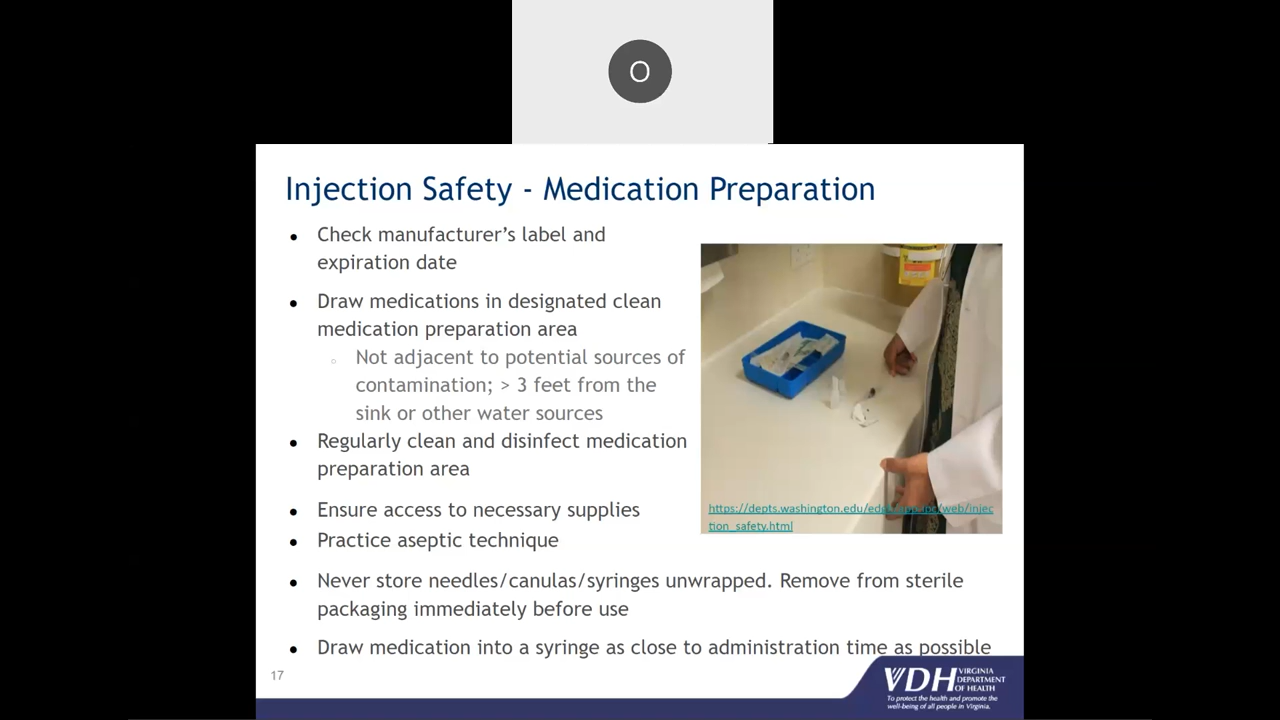 O
Injection Safety - Medication Preparation
● Check manufacturer’s label and
expiration date
● Draw medications in designated clean
medication preparation area
○ Not adjacent to potential sources of
contamination; > 3 feet from the
sink or other water sources
● Regularly clean and disinfect medication
preparation area
● Ensure access to necessary supplies
● Practice aseptic technique
● Never store needles/canulas/syringes unwrapped. Remove from sterile
packaging immediately before use
● Draw medication into a syringe as close to administration time as possible
tion_safety.html
17
VDH VIRGINIA
DEPARTMENT
OF HEALTH
To protect the health and promote the
well-being of all people in Virginia.